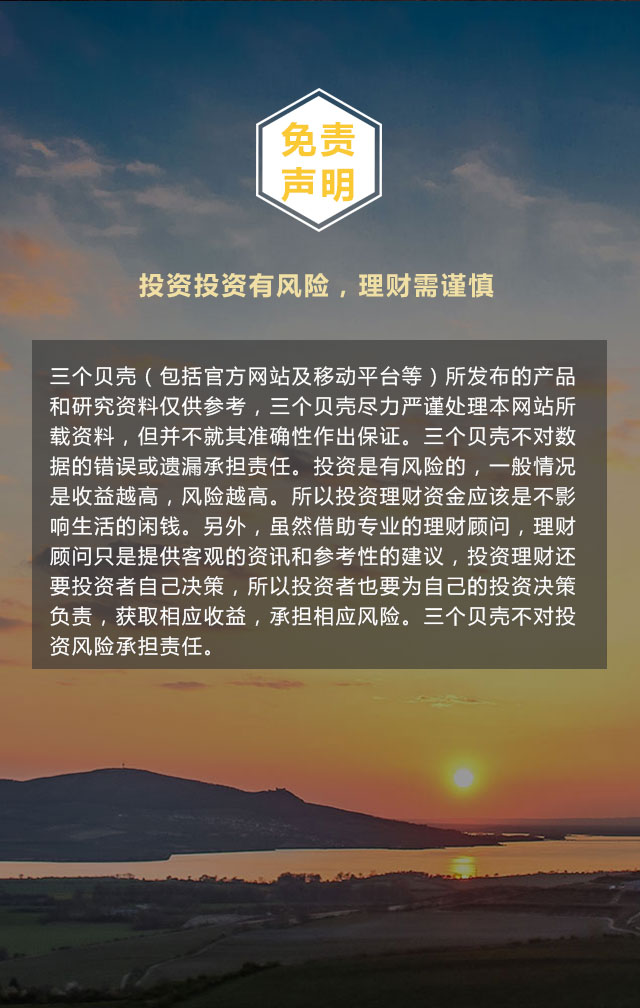 免责
声明
投资投资有风险，理财需谨慎
三个贝壳（包括官方网站及移动平台等）所发布的产品
和研究资料仅供参考，三个贝壳尽力严谨处理本网站所
载资料，但并不就其准确性作出保证。三个贝壳不对数
据的错误或遗漏承担责任。投资是有风险的，一般情况
是收益越高，风险越高。所以投资理财资金应该是不影
响生活的闲钱。另外，虽然借助专业的理财顾问，理财
顾问只是提供客观的资讯和参考性的建议，投资理财还
要投资者自己决策，所以投资者也要为自己的投资决策
负责，获取相应收益，承担相应风险。三个贝壳不对投
资风险承担责任。